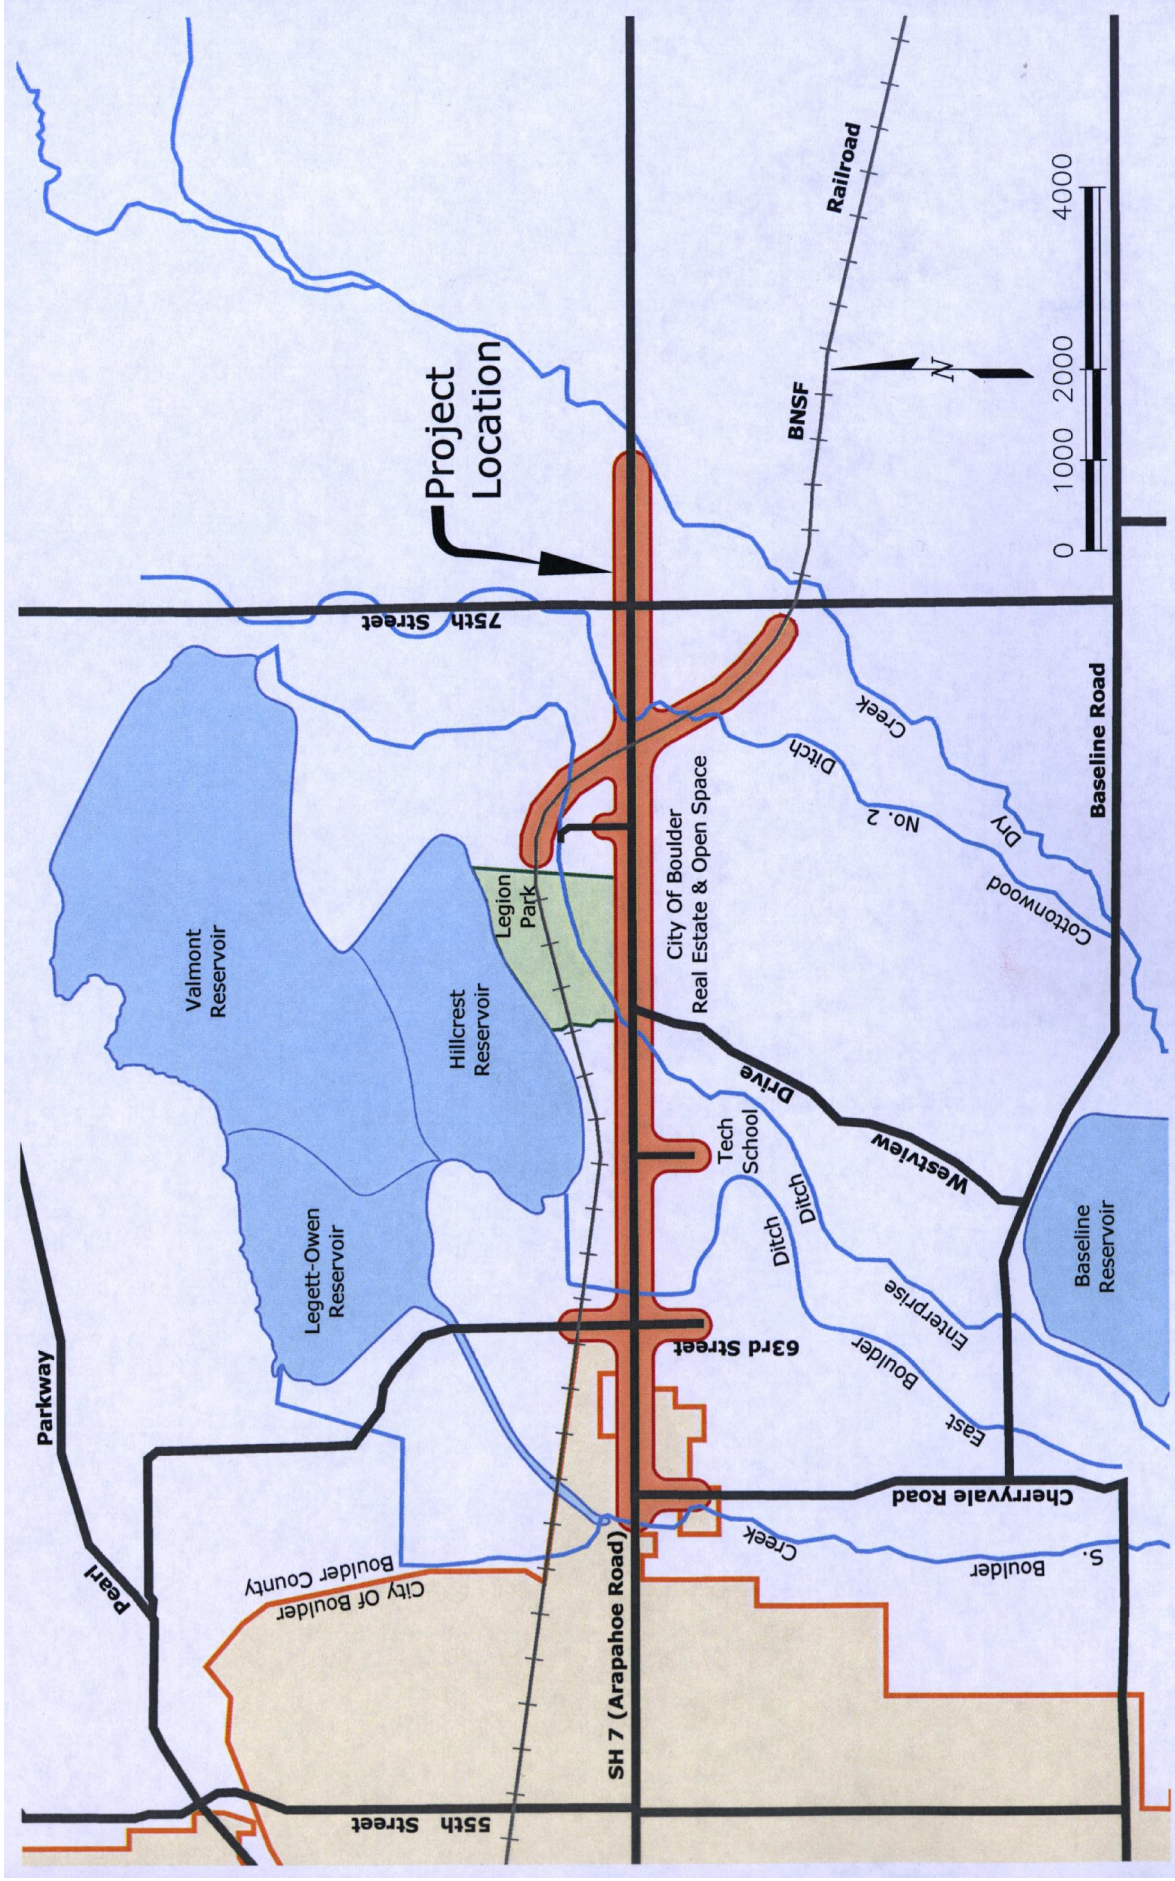 Parkway
Pearl
Valmont
Reservoir
Hillcrest
Reservoir
Legett-Owen
Reservoir
Boulder County
City Of Boulder
55th Street
63rd Street
75th Street
Legion
Park
Project
Location
SH 7 (Arapahoe Road)
City Of Boulder
Real Estate & Open Space
Tech
School
Westview Drive
Cherryvale Road
Baseline Road
Baseline
Reservoir
S. Boulder Creek
East Boulder Ditch
Enterprise Ditch
Cottonwood No. 2 Ditch
Dry Creek
BNSF Railroad
N
0 1000 2000 4000